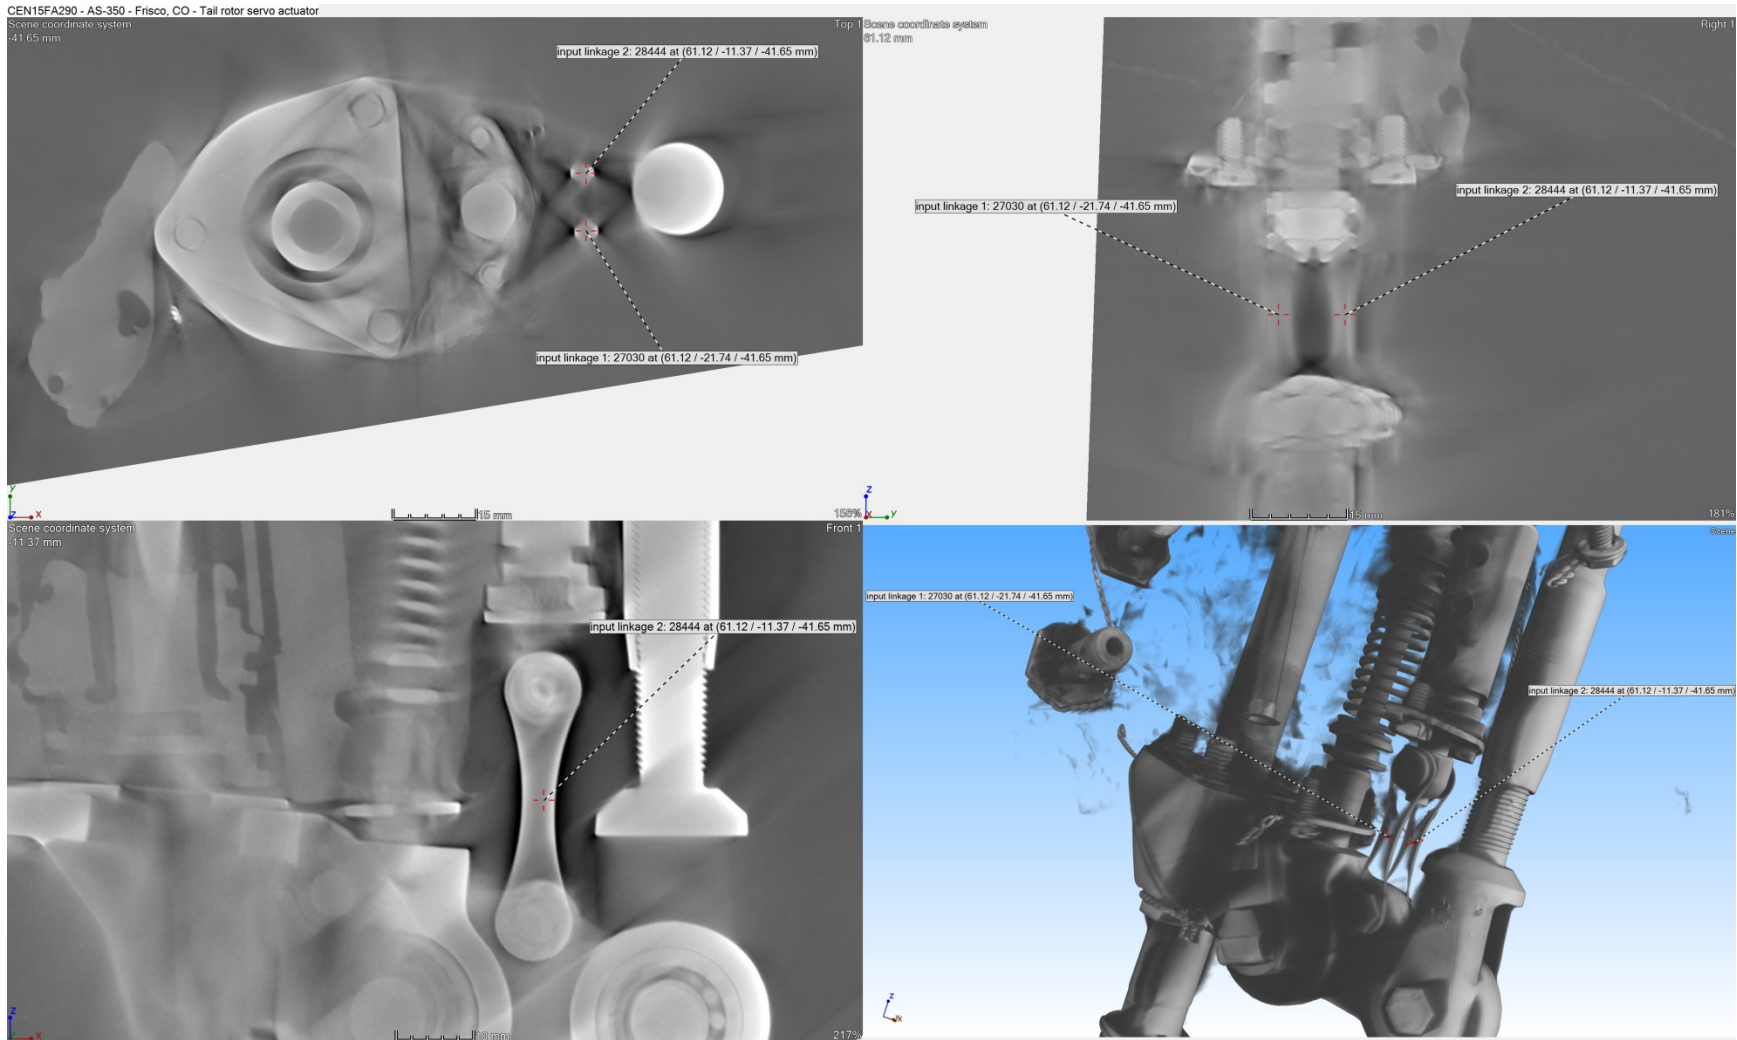 CEN15FA290 - AS-350 - Frisco, CO - Tail rotor servo actuator
Scene coordinate system
Top 1
-41.65 mm
input linkage 2: 28444 at (61.12 / -11.37 / -41.65 mm)
input linkage 1: 27030 at (61.12 / -21.74 / -41.65 mm)
y
z
x
15 mm
156%
Scene coordinate system
Right 1
61.12 mm
input linkage 2: 28444 at (61.12 / -11.37 / -41.65 mm)
input linkage 1: 27030 at (61.12 / -21.74 / -41.65 mm)
z
x
y
15 mm
181%
Scene coordinate system
Front 1
-11.37 mm
input linkage 2: 28444 at (61.12 / -11.37 / -41.65 mm)
z
x
10 mm
217%
Scene
input linkage 1: 27030 at (61.12 / -21.74 / -41.65 mm)
input linkage 2: 28444 at (61.12 / -11.37 / -41.65 mm)
z